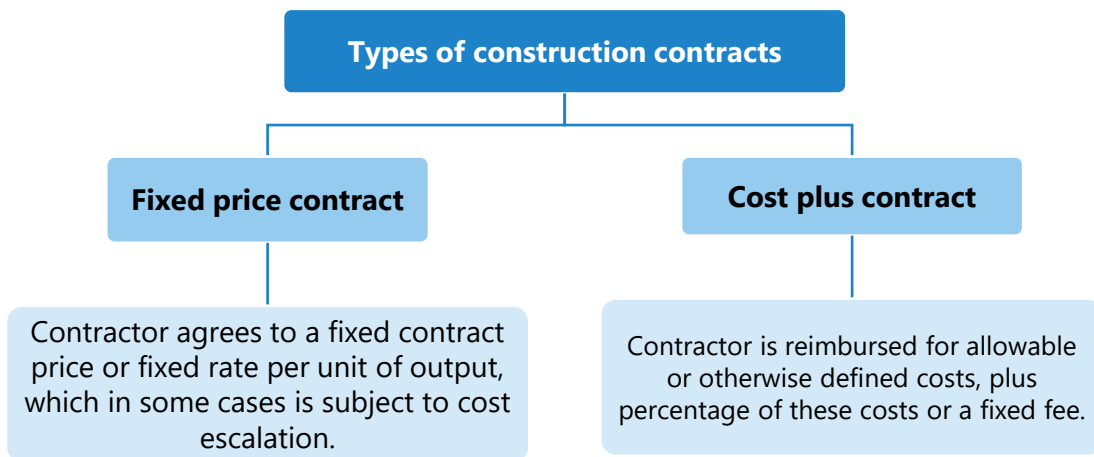 Types of construction contracts
Fixed price contract
Cost plus contract
Contractor agrees to a fixed contract
price or fixed rate per unit of output,
which in some cases is subject to cost
escalation.
Contractor is reimbursed for allowable
or otherwise defined costs, plus
percentage of these costs or a fixed fee.